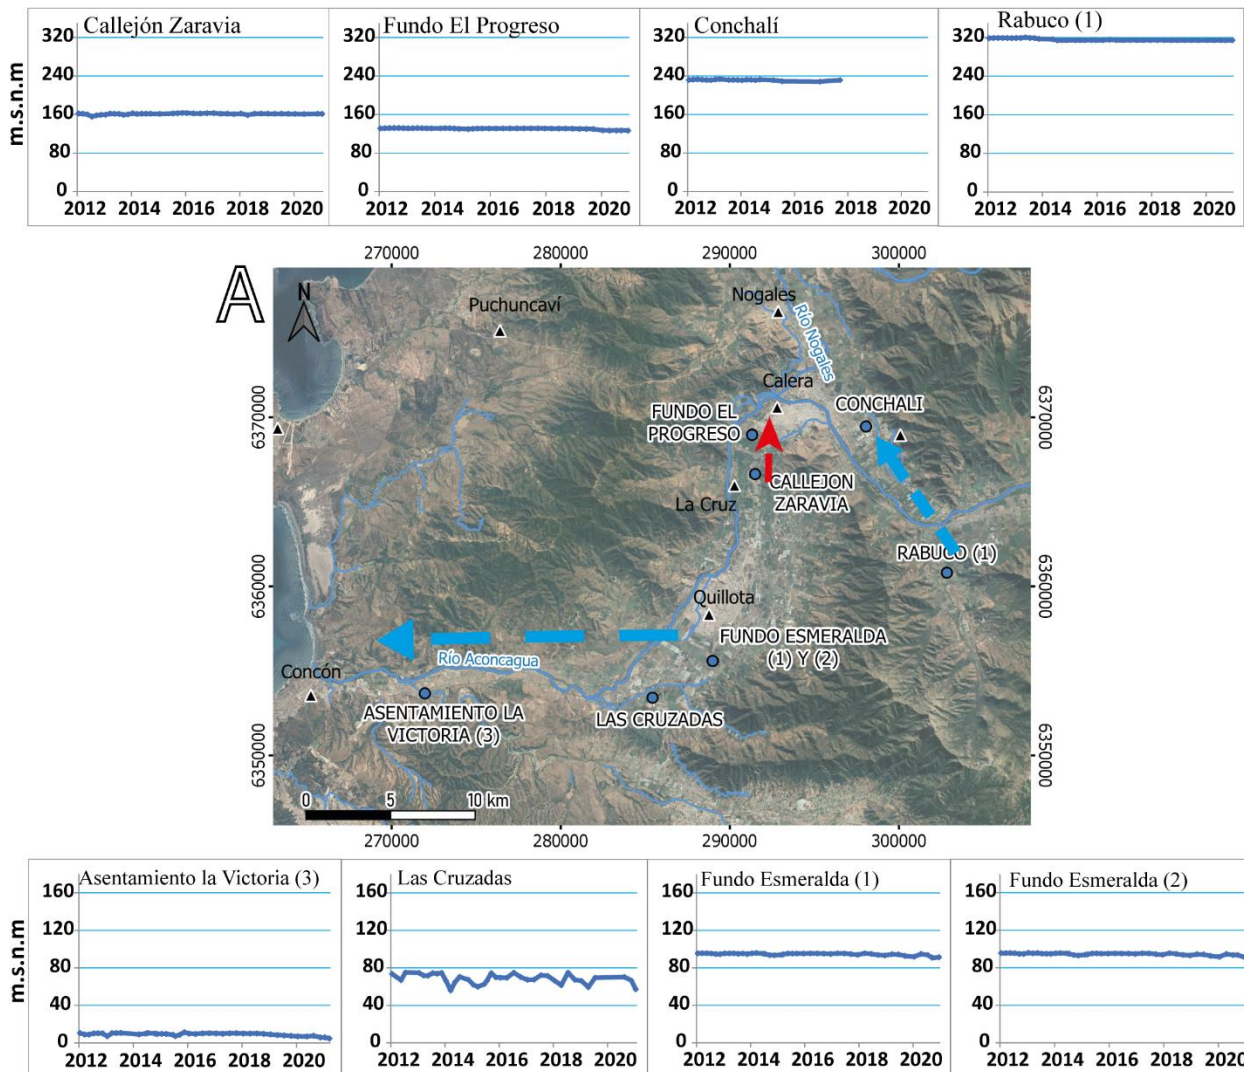 Callejón Zaravia
320
240
160
80
0
2012 2014 2016 2018 2020
m.s.n.m
Fundo El Progreso
320
240
160
80
0
2012 2014 2016 2018 2020
Conchalí
320
240
160
80
0
2012 2014 2016 2018 2020
Rabuco (1)
320
240
160
80
0
2012 2014 2016 2018 2020
A
N
270000 280000 290000 300000
6370000
6360000
6350000
6370000
6360000
6350000
Puchuncaví
Nogales
Río Nogales
Calera
CONCHALI
FUNDO EL
PROGRESO
CALLEJON
ZARAVIA
La Cruz
RABUCO (1)
Quillota
FUNDO ESMERALDA
(1) Y (2)
Río Aconcagua
Concón
ASENTAMIENTO LA
VICTORIA (3)
LAS CRUZADAS
0 5 10 km
270000 280000 290000 300000
Asentamiento la Victoria (3)
160
120
80
40
0
2012 2014 2016 2018 2020
m.s.n.m
Las Cruzadas
160
120
80
40
0
2012 2014 2016 2018 2020
Fundo Esmeralda (1)
160
120
80
40
0
2012 2014 2016 2018 2020
Fundo Esmeralda (2)
160
120
80
40
0
2012 2014 2016 2018 2020